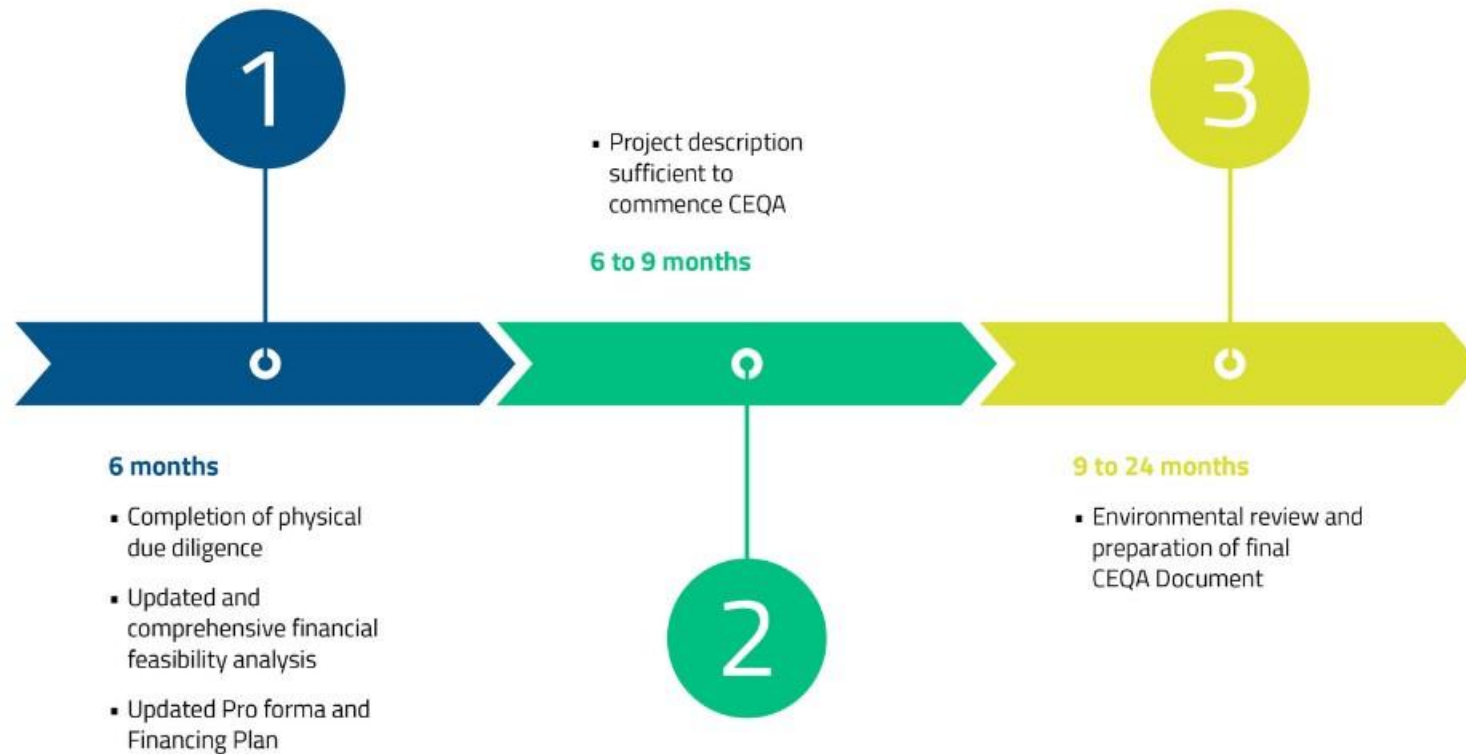 1
6 months
▪ Completion of physical
due diligence
▪ Updated and
comprehensive financial
feasibility analysis
▪ Updated Pro forma and
Financing Plan
▪ Project description
sufficient to
commence CEQA
6 to 9 months
2
3
9 to 24 months
▪ Environmental review and
preparation of final
CEQA Document